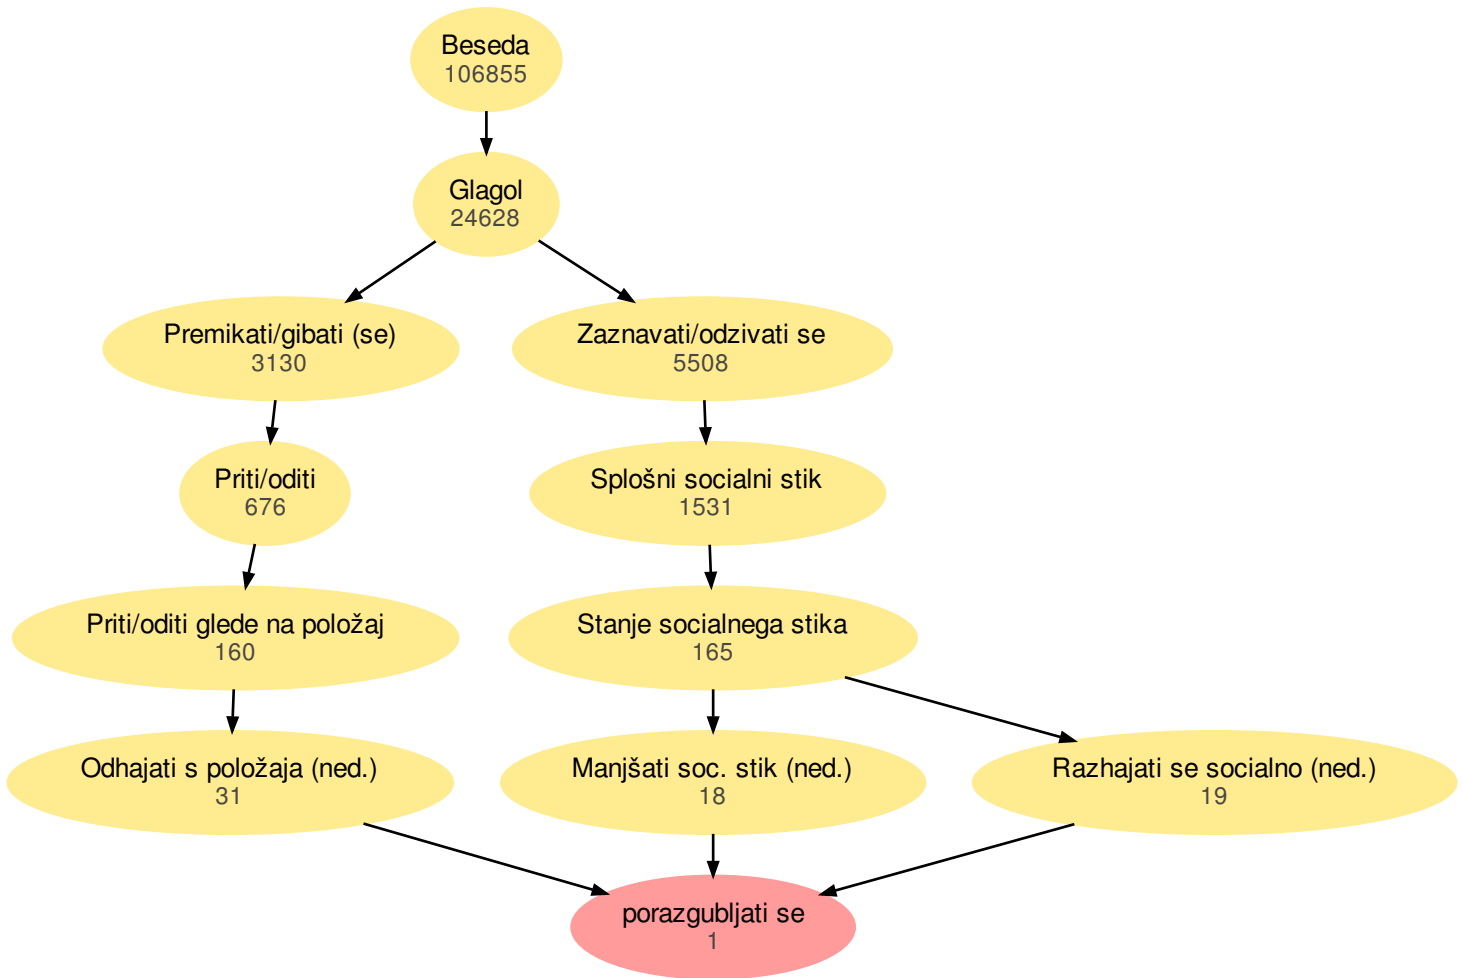 Beseda
106855
Glagol
24628
Premikati/gibati (se)
3130
Zaznavati/odzivati se
5508
Priti/oditi
676
Splošni socialni stik
1531
Priti/oditi glede na položaj
160
Stanje socialnega stika
165
Odhajati s položaja (ned.)
31
Manjšati soc. stik (ned.)
18
Razhajati se socialno (ned.)
19
porazgubljati se
1